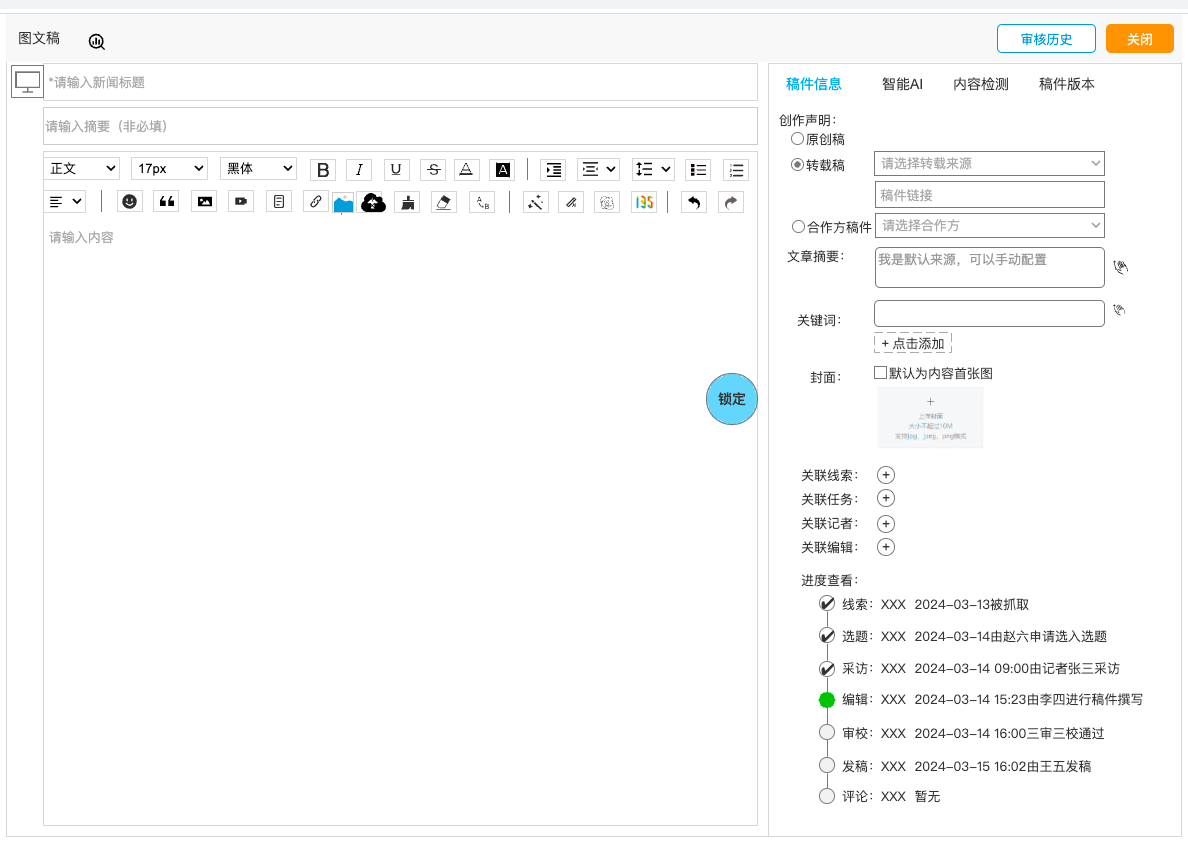 图文稿
审核历史
关闭
*请输入新闻标题
请输入摘要（非必填）
正文 17px 黑体 B I U S A A
A B 135
请输入内容
锁定
稿件信息 智能AI 内容检测 稿件版本
创作声明：
原创稿
转载稿 请选择转载来源
稿件链接
合作方稿件 请选择合作方
文章摘要： 我是默认来源，可以手动配置
关键词：
+ 点击添加
封面： 默认为内容首张图
+
上传封面
大小不超过10M
支持jpg、jpeg、png格式
关联线索：
关联任务：
关联记者：
关联编辑：
进度查看：
线索：XXX 2024-03-13被抓取
选题：XXX 2024-03-14由赵六申请选入选题
采访：XXX 2024-03-14 09:00由记者张三采访
编辑：XXX 2024-03-14 15:23由李四进行稿件撰写
审校：XXX 2024-03-14 16:00三审三校通过
发稿：XXX 2024-03-15 16:02由王五发稿
评论：XXX 暂无